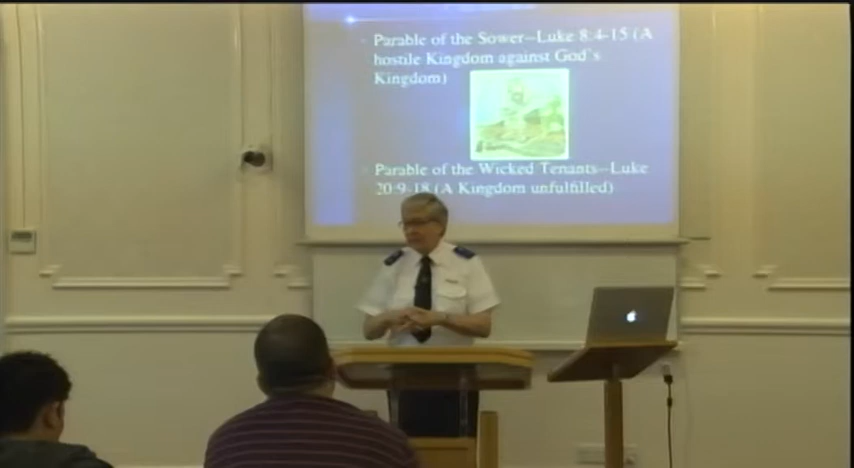 Parable of the Sower–Luke 8:4-15 (A
hostile Kingdom against God's
Kingdom)
Parable of the Wicked Tenants–Luke
20:9-18 (A Kingdom unfulfilled)